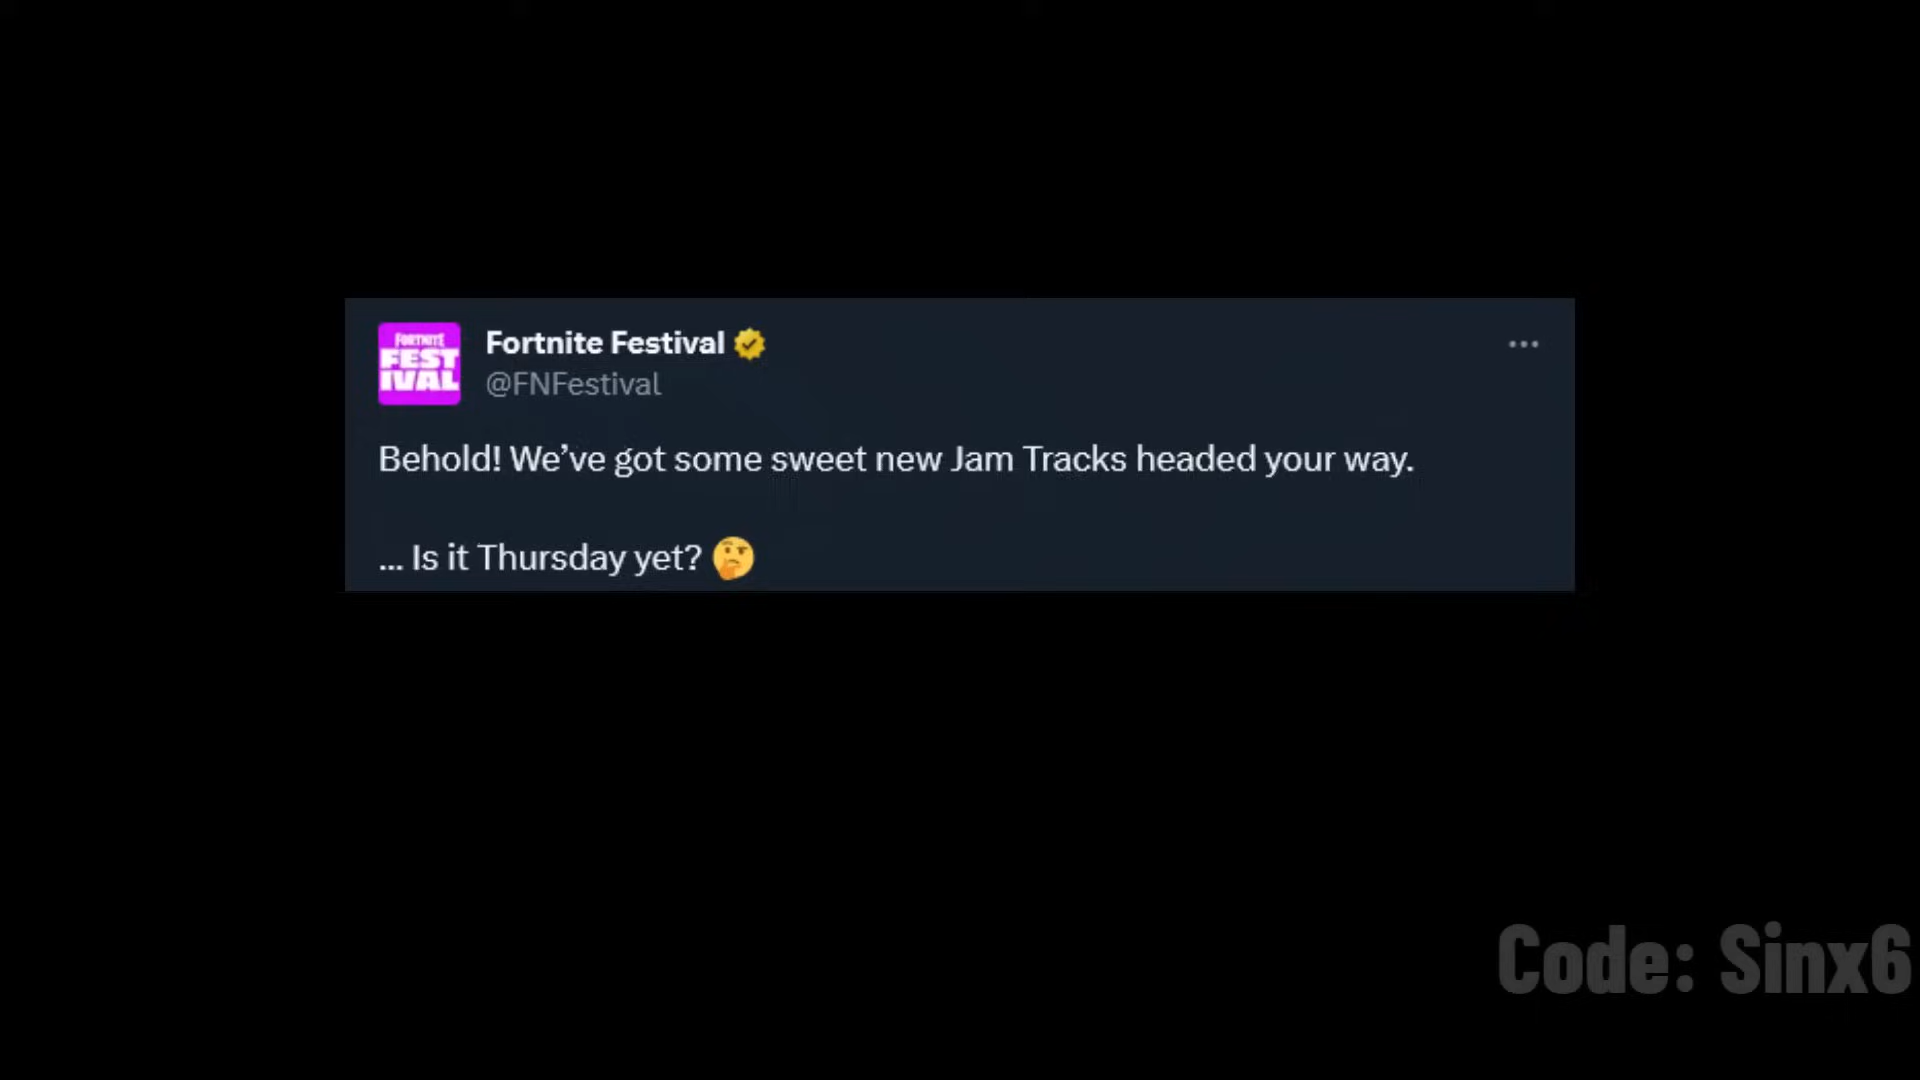 FORTNITE
FEST
IVAL
Fortnite Festival
@FNFestival
Behold! We’ve got some sweet new Jam Tracks headed your way.
... Is it Thursday yet? 🤔
Code: Sinx6